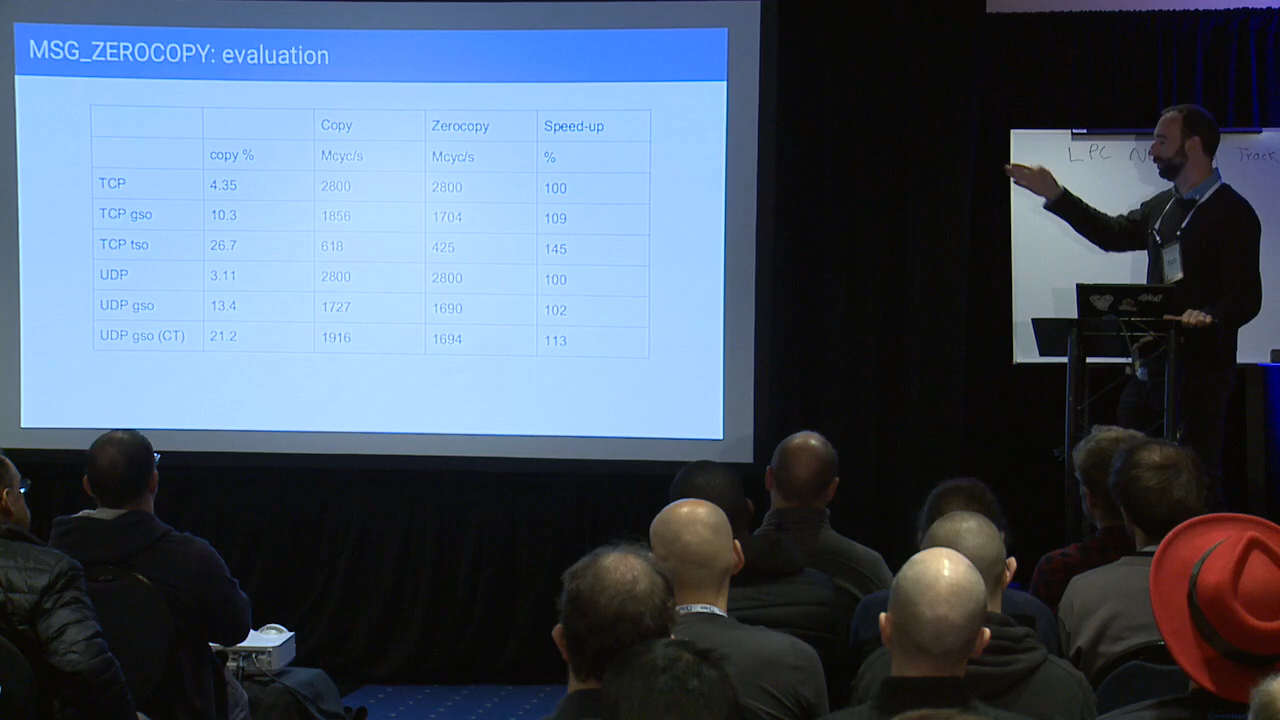 MSG_ZEROCOPY: evaluation
Copy Zerocopy Speed-up
copy % Mcyc/s Mcyc/s %
TCP 4.35 2800 2800 100
TCP gso 10.3 1856 1704 109
TCP tso 26.7 618 425 145
UDP 3.11 2800 2800 100
UDP gso 13.4 1727 1690 102
UDP gso (CT) 21.2 1916 1694 113
LPC Track